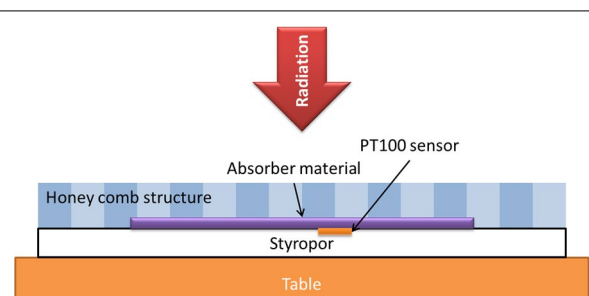 Radiation
PT100 sensor
Absorber material
Honey comb structure
Styropor
Table